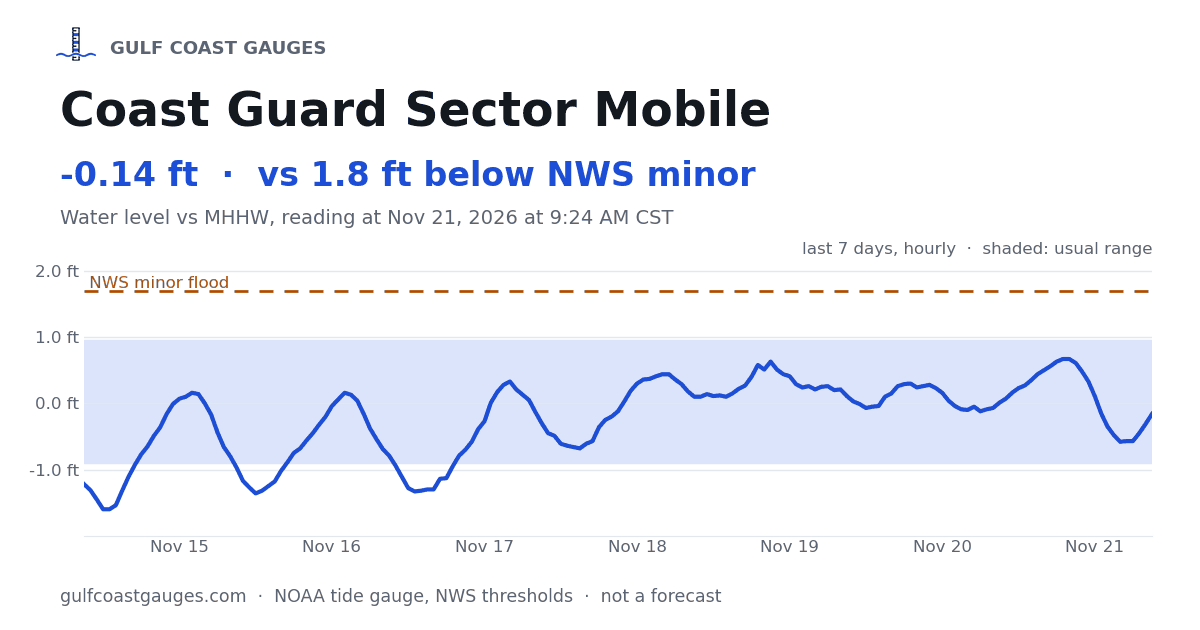 GULF COAST GAUGES
Coast Guard Sector Mobile
-0.14 ft · vs 1.8 ft below NWS minor
Water level vs MHHW, reading at Nov 21, 2026 at 9:24 AM CST
last 7 days, hourly · shaded: usual range
2.0 ft
NWS minor flood
1.0 ft
0.0 ft
-1.0 ft
Nov 15 Nov 16 Nov 17 Nov 18 Nov 19 Nov 20 Nov 21
gulfcoastgauges.com · NOAA tide gauge, NWS thresholds · not a forecast